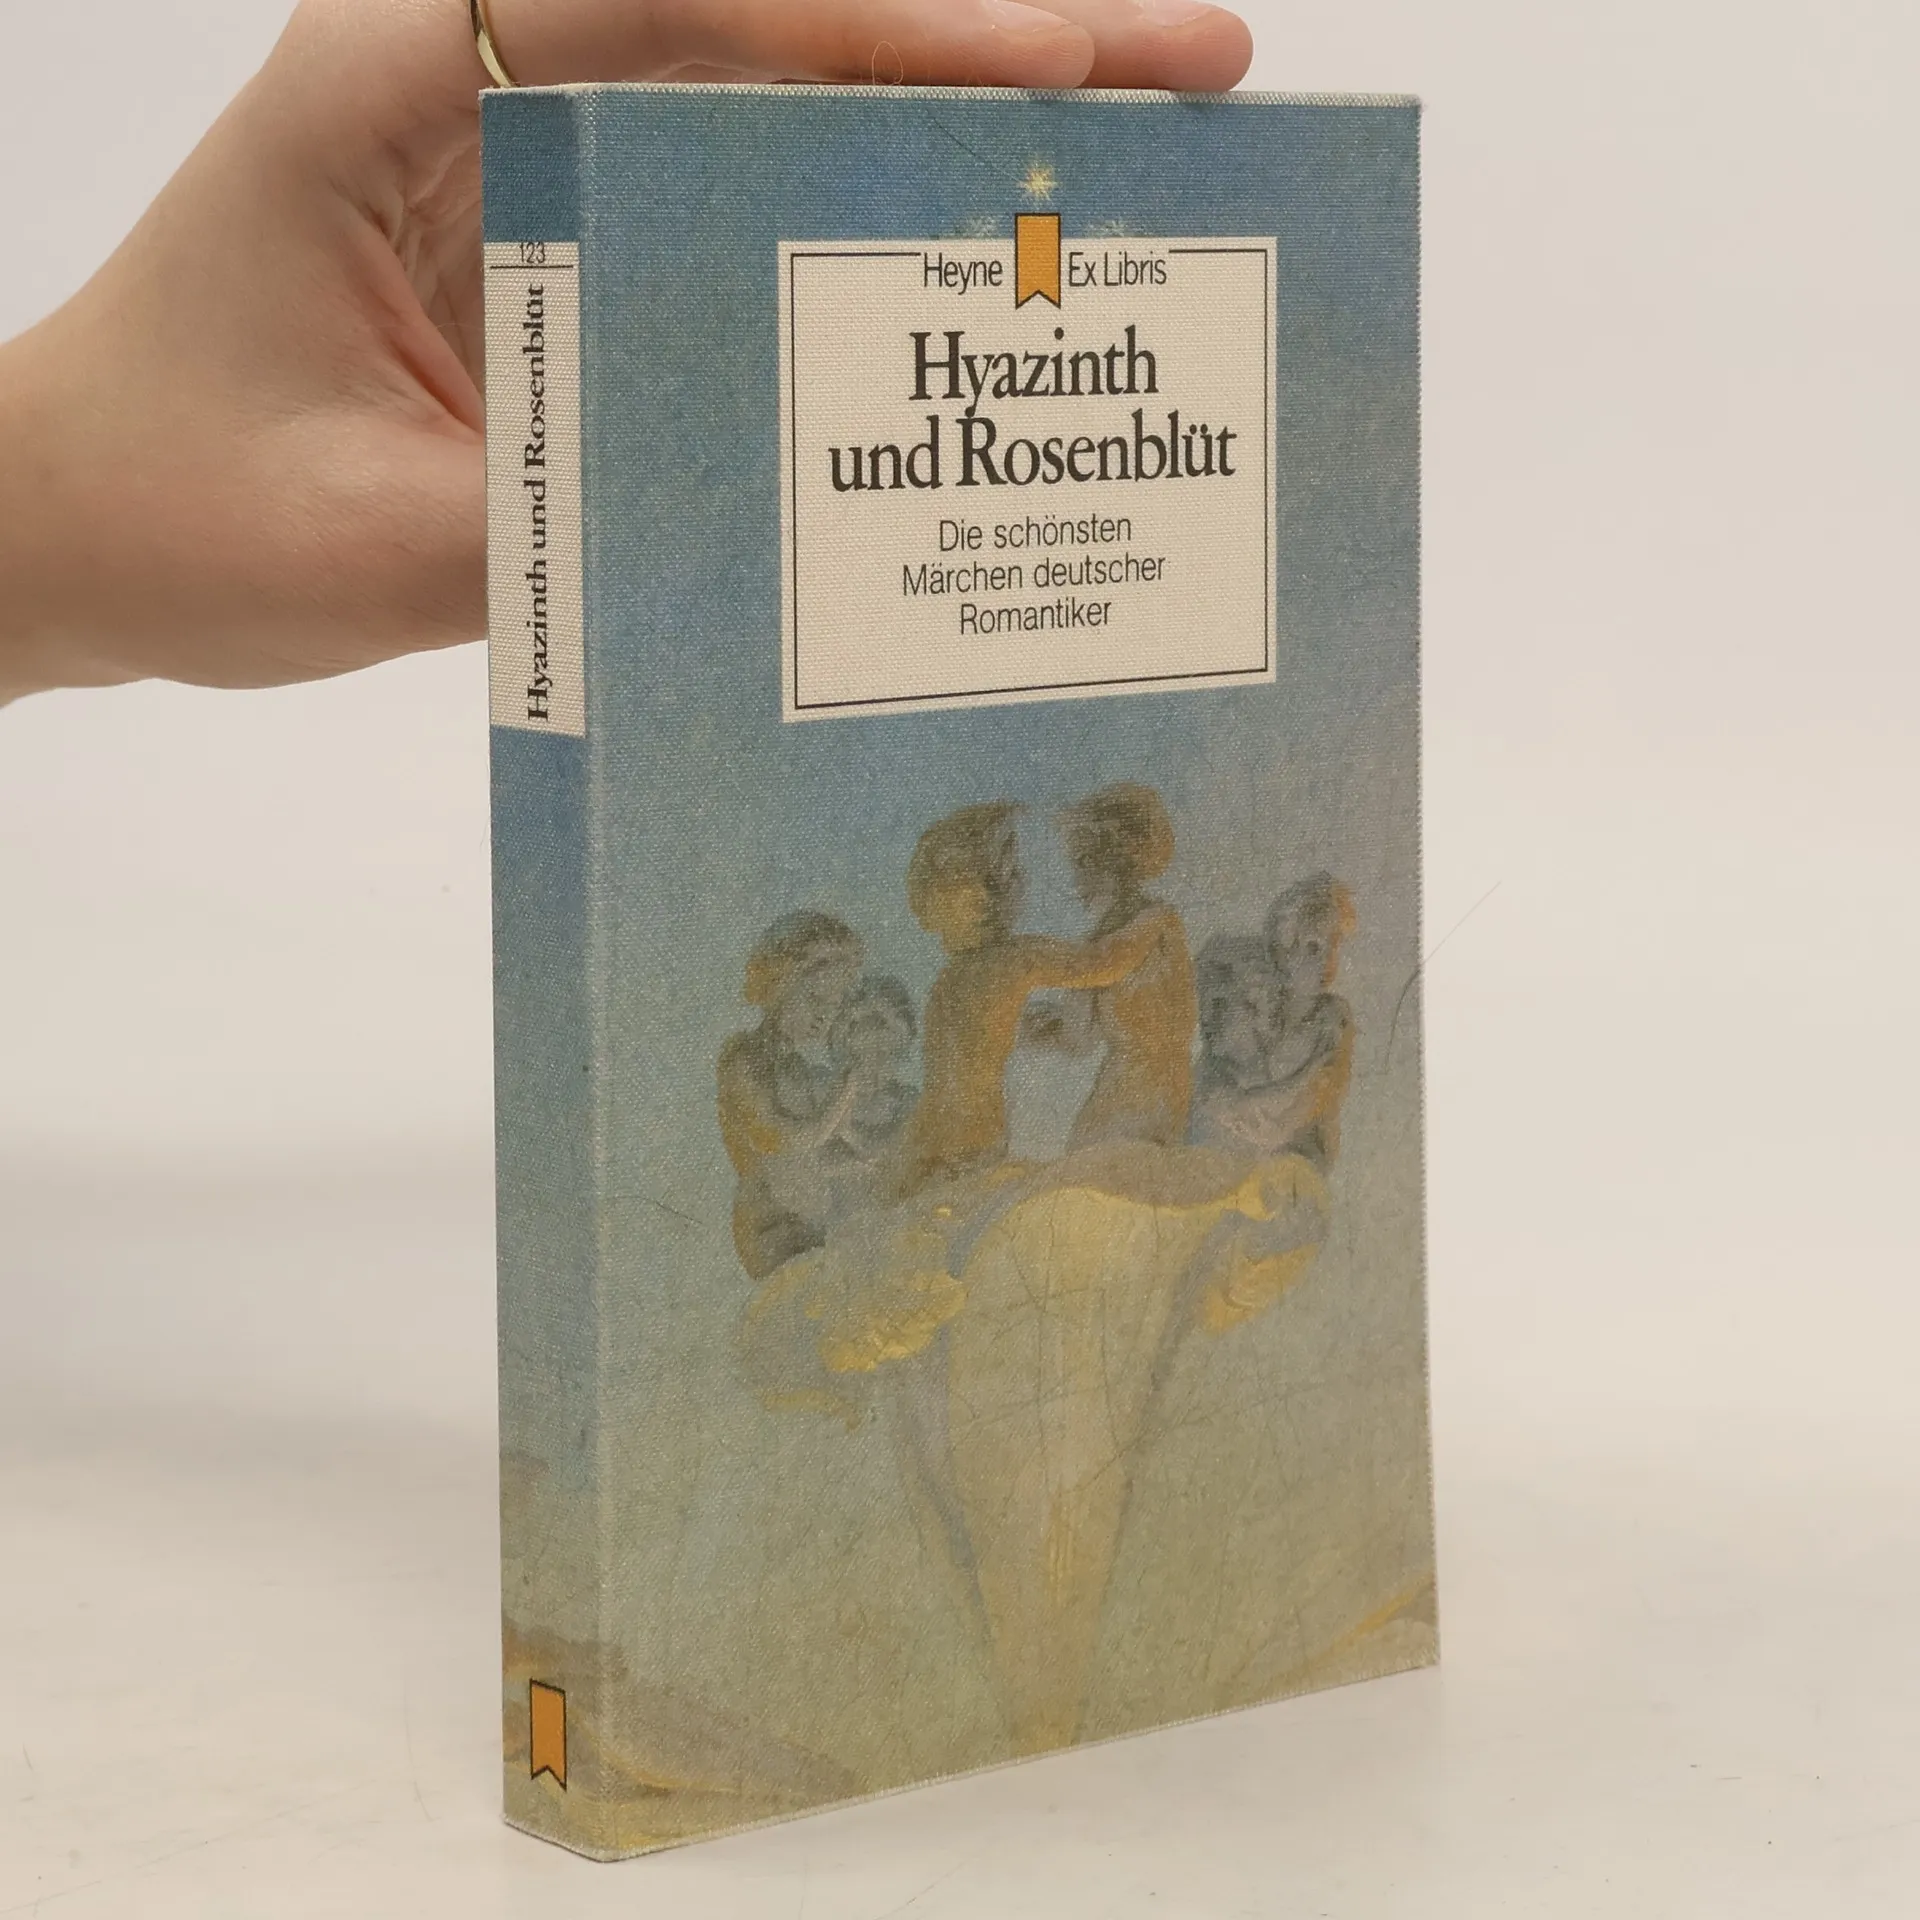 123
Hyazinth und Rosenblüt
Heyne Ex Libris
Hyazinth
und Rosenblüt
Die schönsten
Märchen deutscher
Romantiker